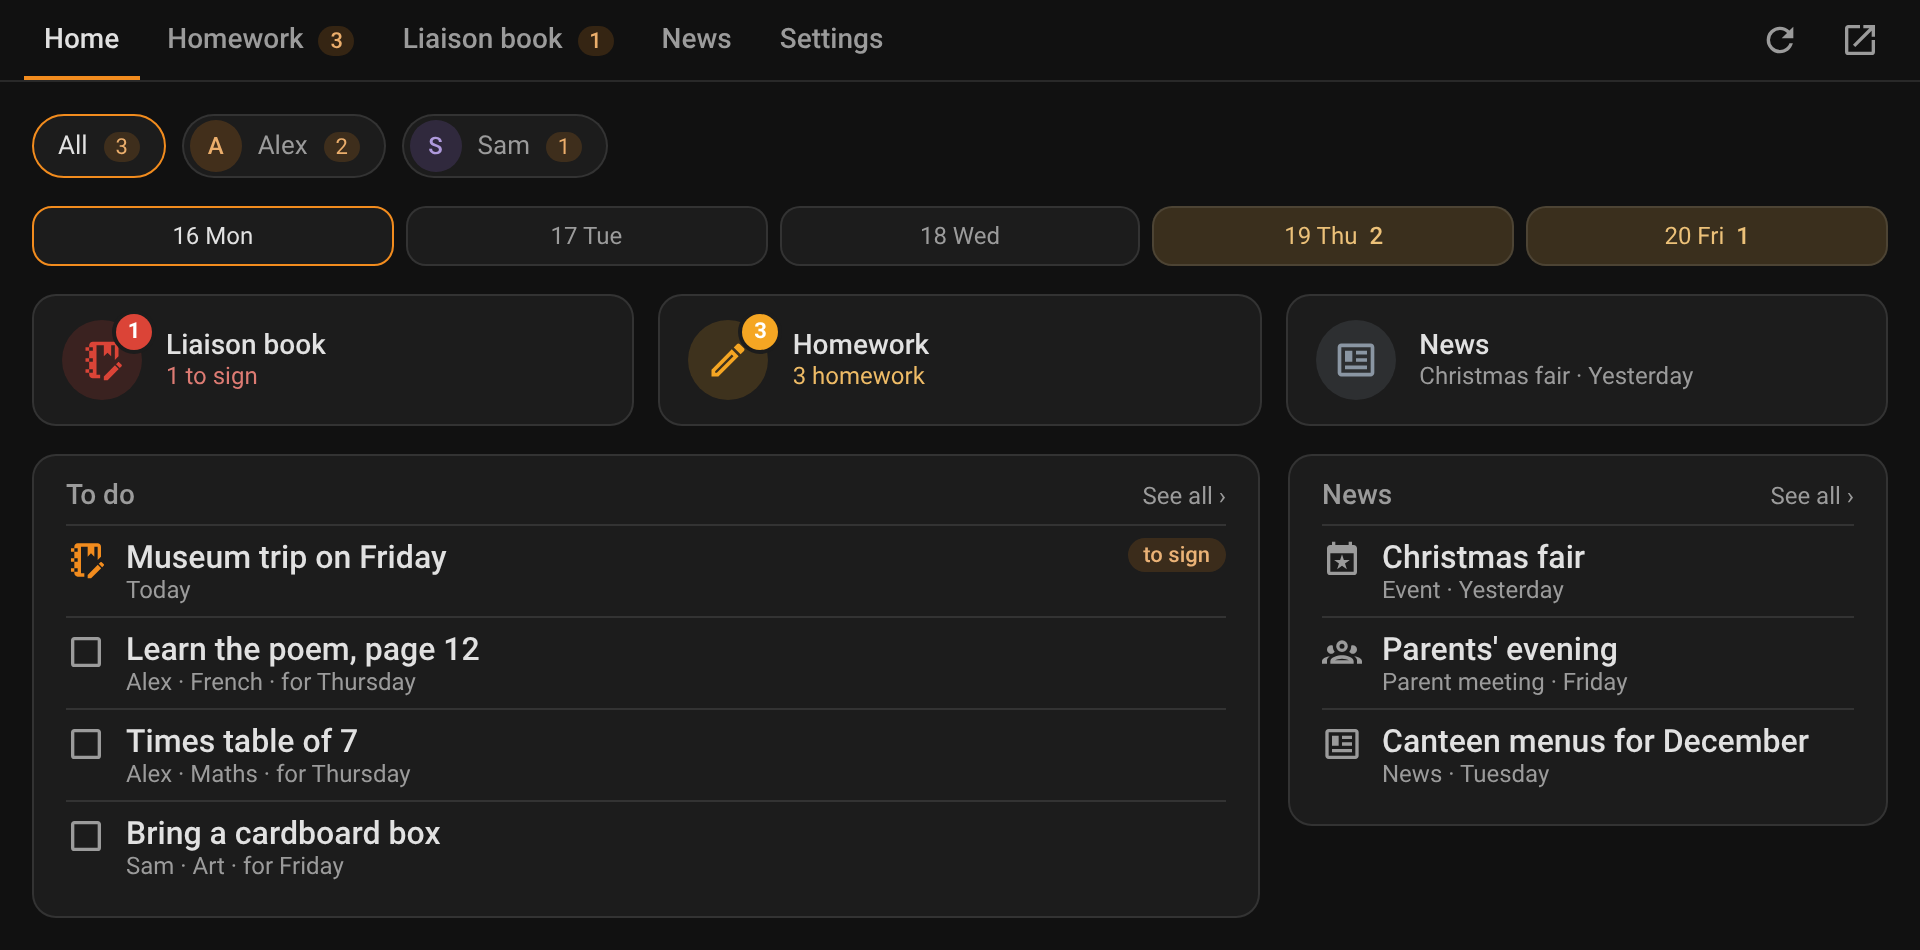 Home Homework 3 Liaison book 1 News Settings
All 3 A Alex 2 S Sam 1
16 Mon 17 Tue 18 Wed 19 Thu 2 20 Fri 1
1
Liaison book
1 to sign
3
Homework
3 homework
News
Christmas fair · Yesterday
To do See all ›
Museum trip on Friday to sign
Today
Learn the poem, page 12
Alex · French · for Thursday
Times table of 7
Alex · Maths · for Thursday
Bring a cardboard box
Sam · Art · for Friday
News See all ›
Christmas fair
Event · Yesterday
Parents' evening
Parent meeting · Friday
Canteen menus for December
News · Tuesday